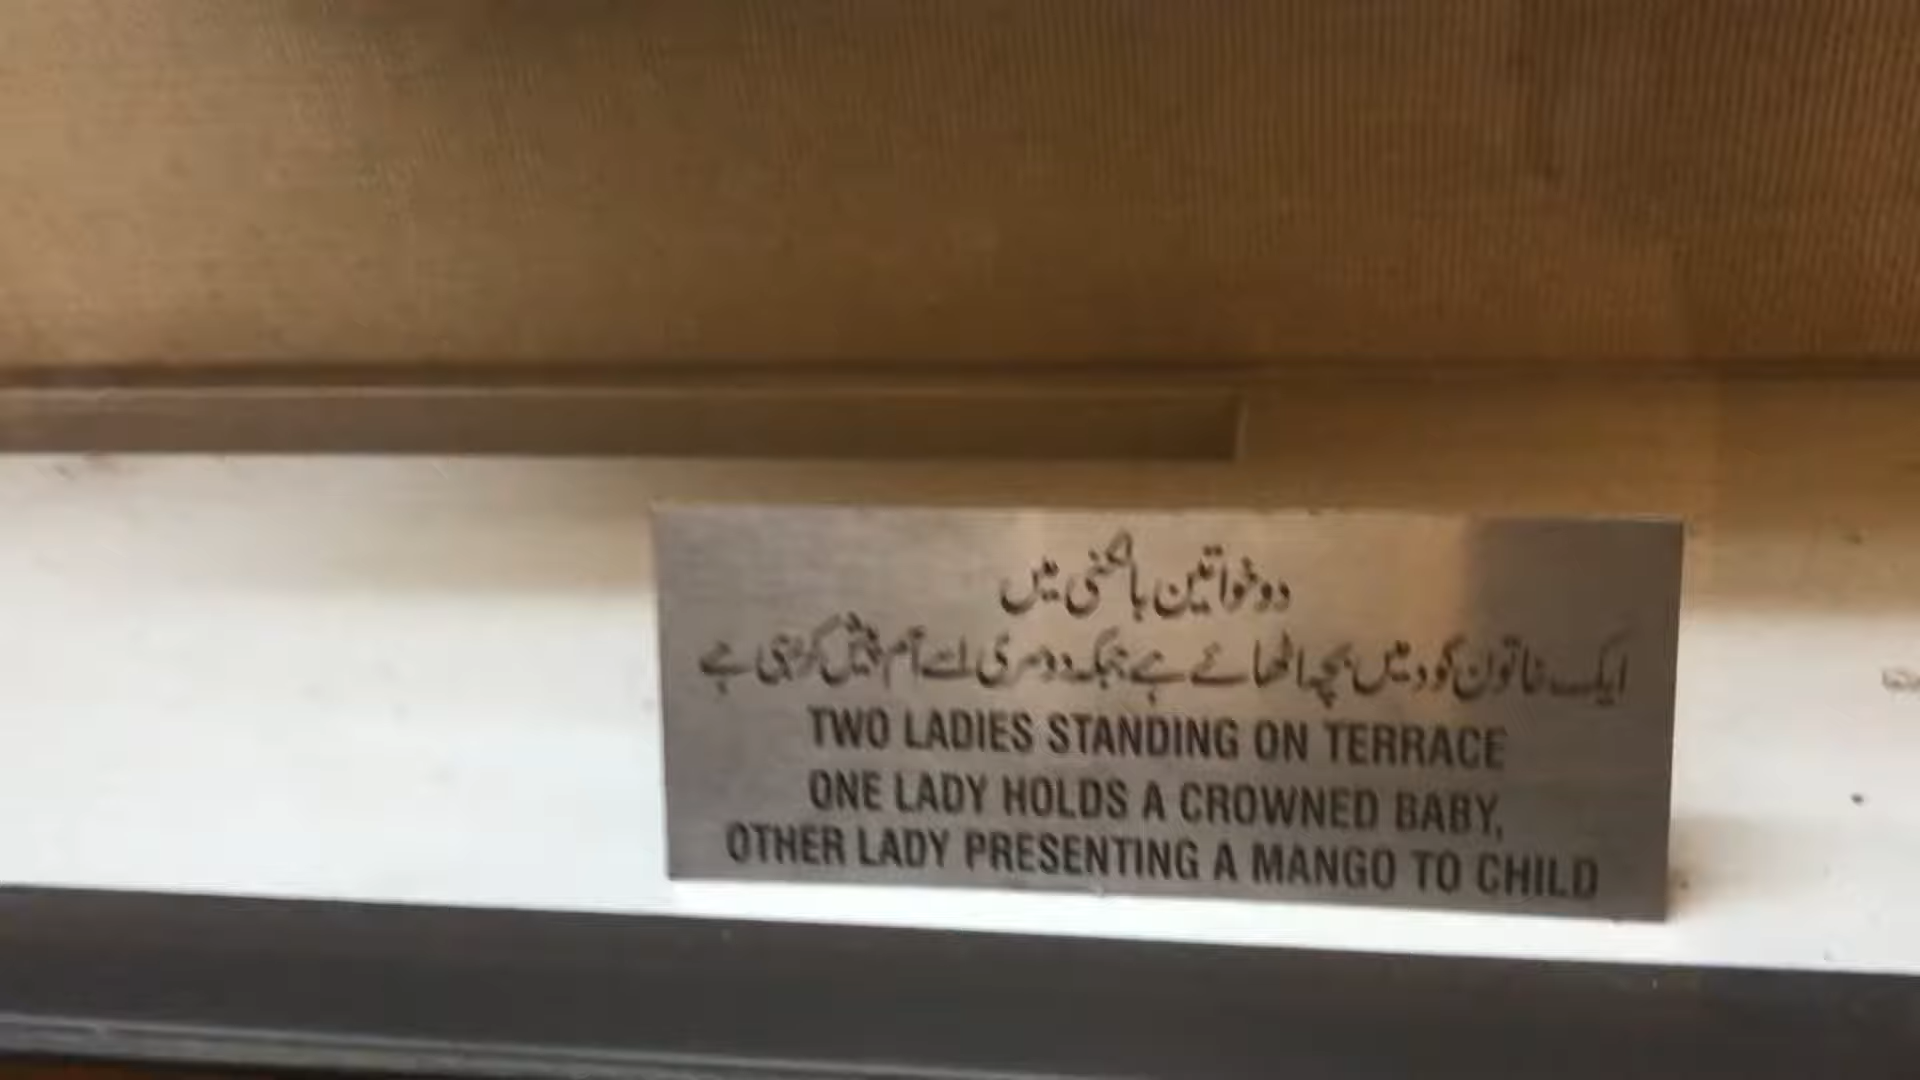 دو خواتین بالکنی میں
ایک خاتون گود میں بچہ اٹھائے ہے جبکہ دوسری اسے آم پیش کر رہی ہے
TWO LADIES STANDING ON TERRACE
ONE LADY HOLDS A CROWNED BABY,
OTHER LADY PRESENTING A MANGO TO CHILD